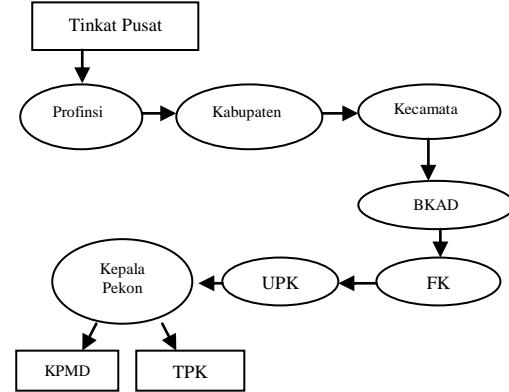 Tinkat Pusat
Profinsi
Kabupaten
Kecamata
BKAD
FK
UPK
Kepala
Pekon
KPMD
TPK